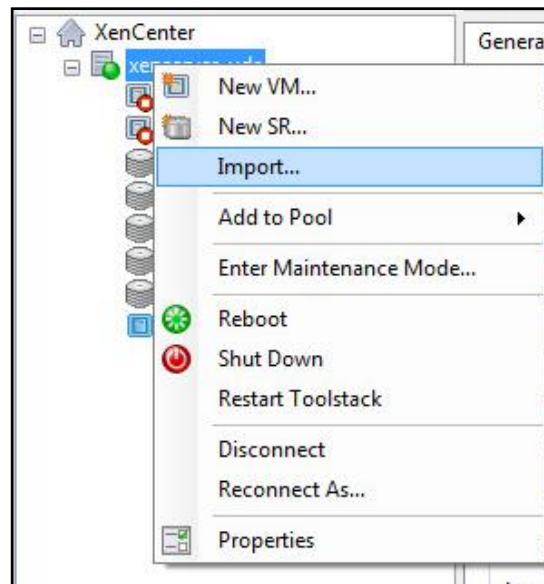 XenCenter
Genera
New VM...
New SR...
Import...
Add to Pool
Enter Maintenance Mode...
Reboot
Shut Down
Restart Toolstack
Disconnect
Reconnect As...
Properties